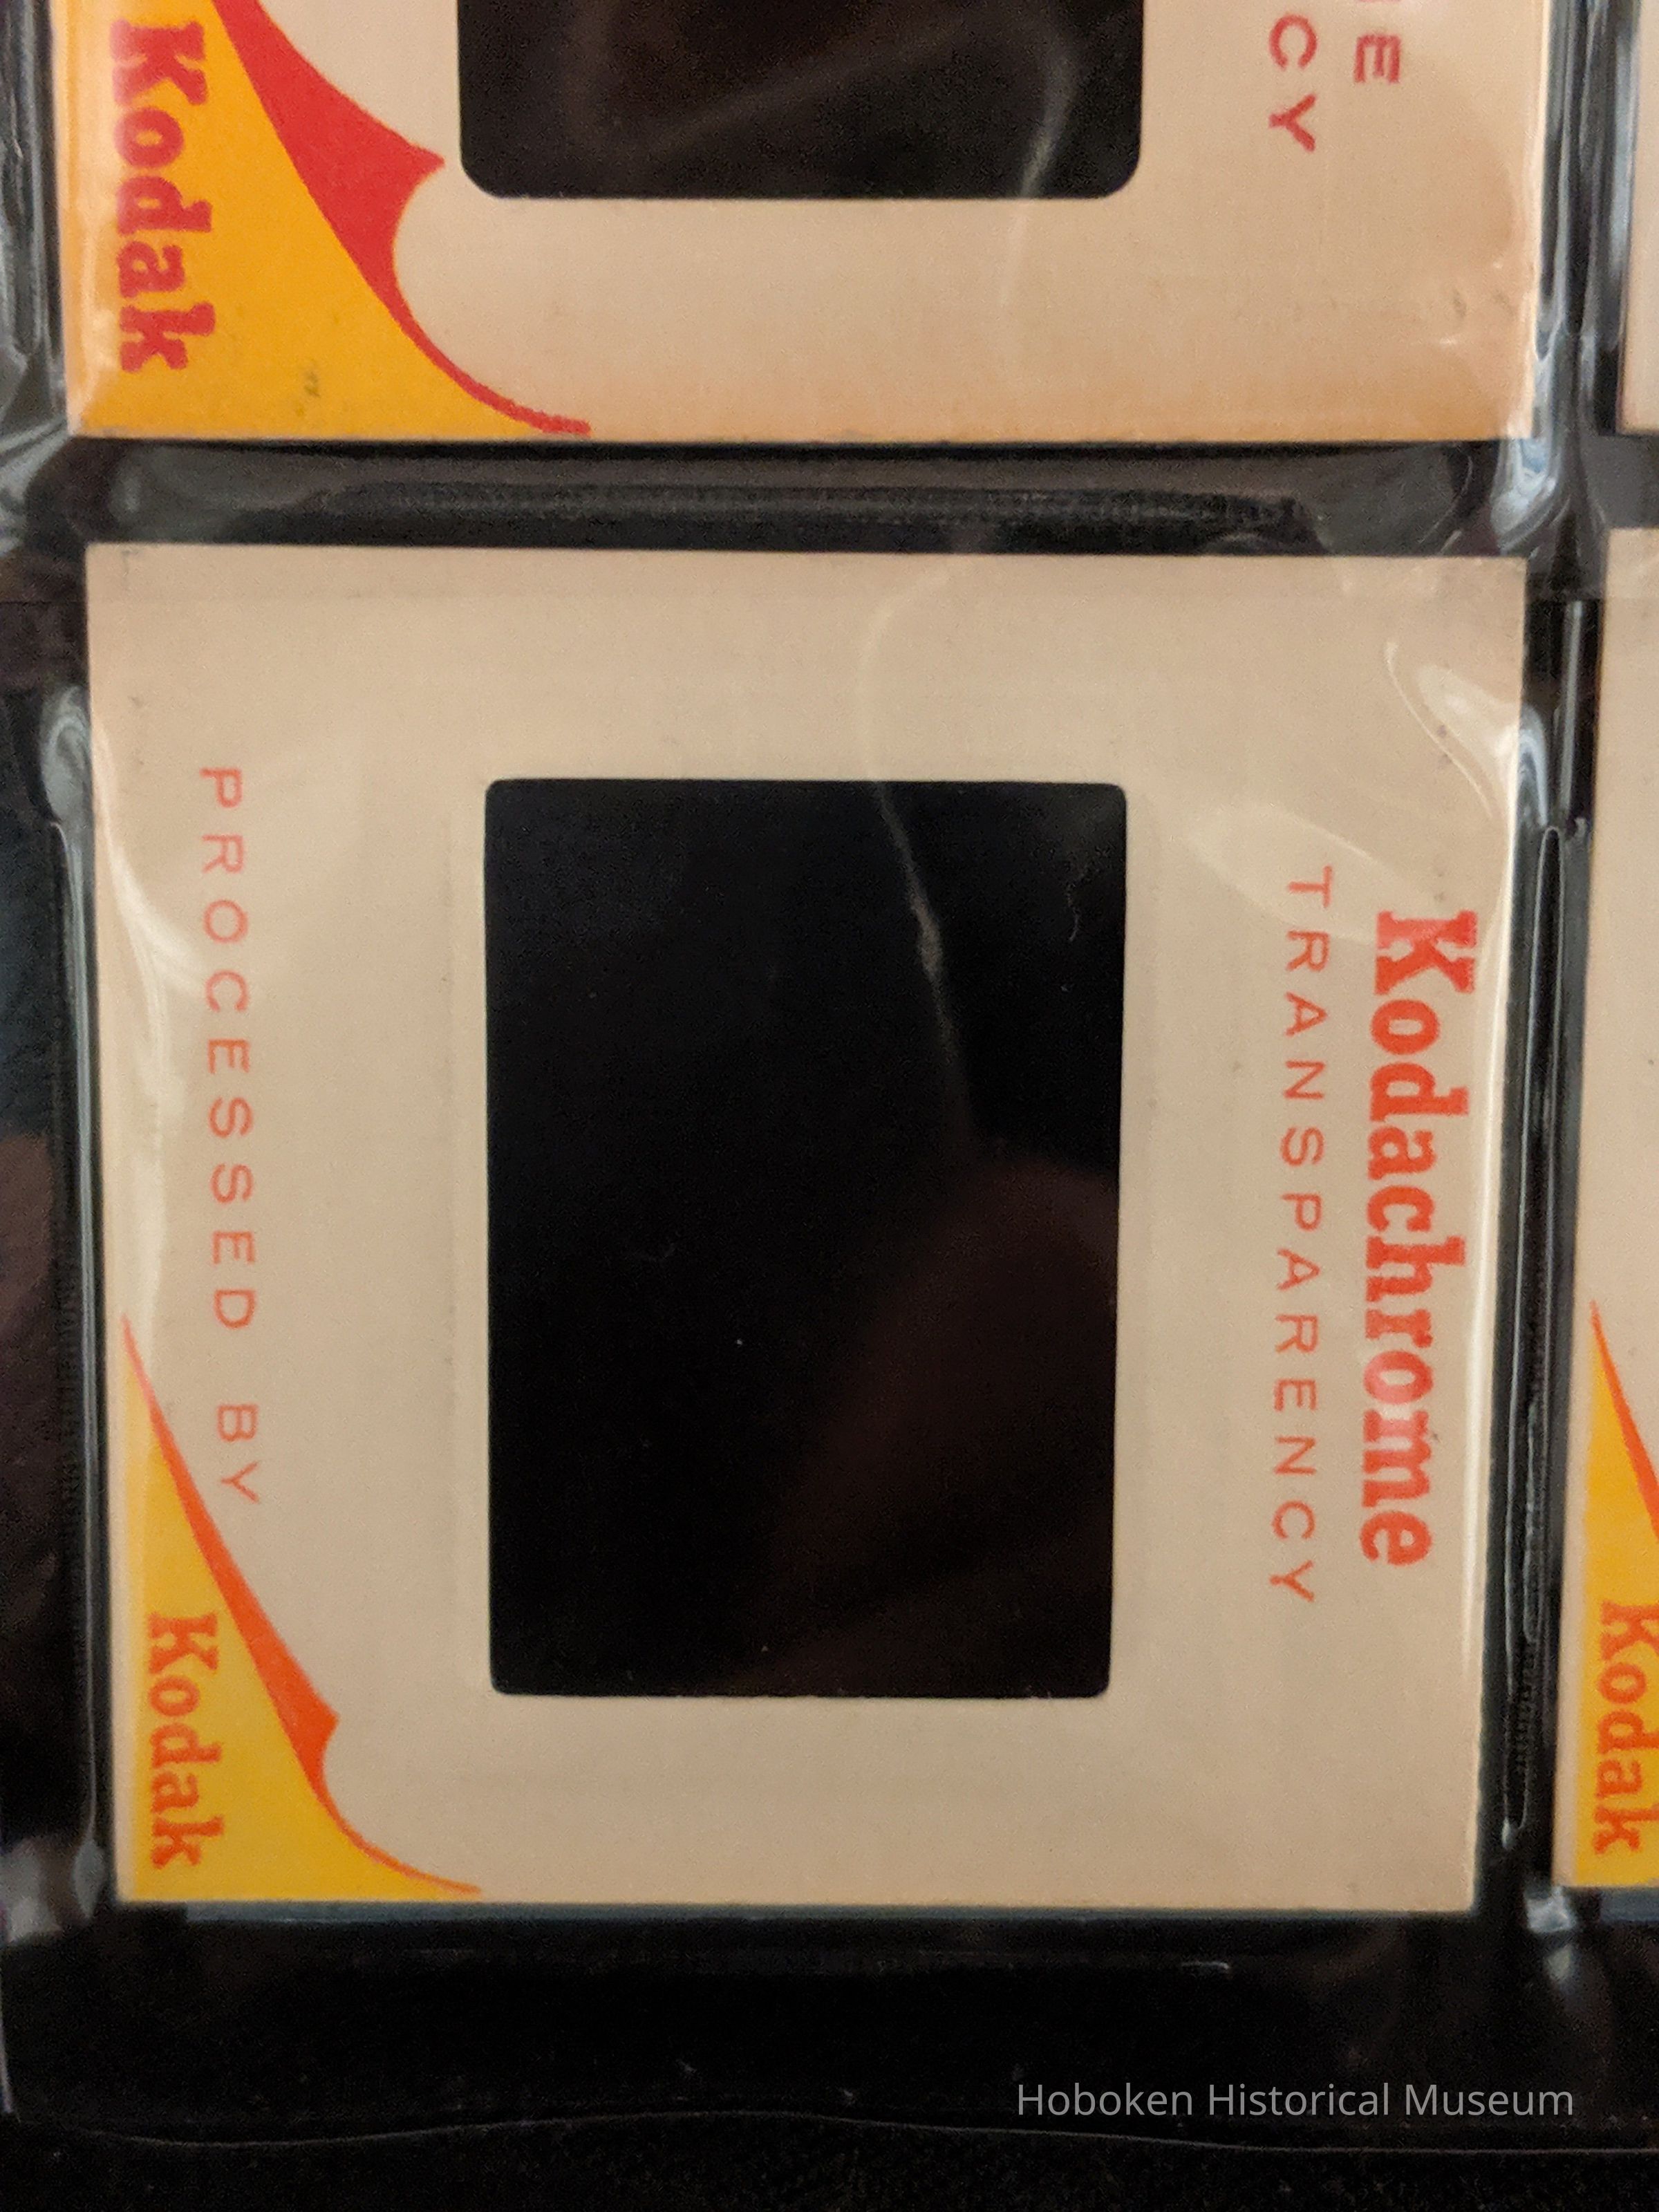 Kodak
E
CY
Kodachrome
TRANSPARENCY
PROCESSED BY
Kodak
Kodak
Hoboken Historical Museum